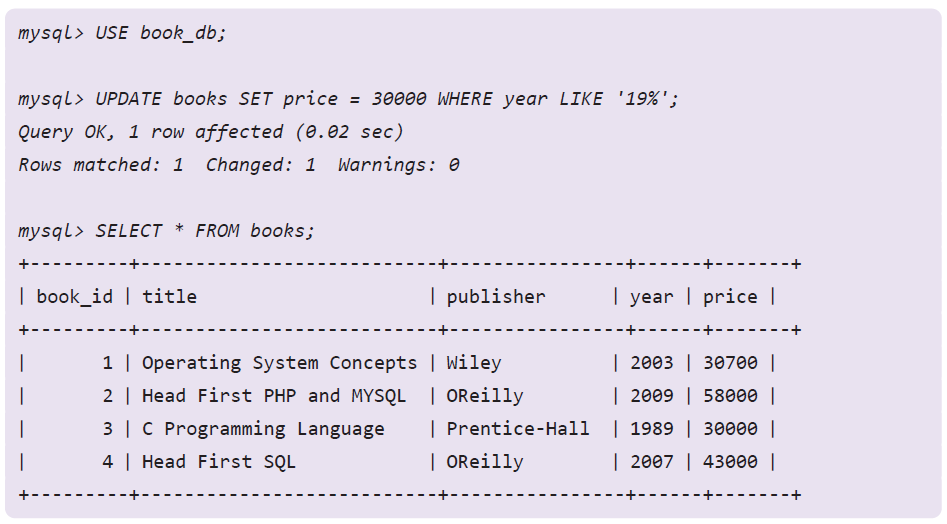 mysql> USE book_db;
mysql> UPDATE books SET price = 30000 WHERE year LIKE '19%';
Query OK, 1 row affected (0.02 sec)
Rows matched: 1  Changed: 1  Warnings: 0
mysql> SELECT * FROM books;
+---------+---------------------------+----------------+------+-------+
| book_id | title                     | publisher      | year | price |
+---------+---------------------------+----------------+------+-------+
|       1 | Operating System Concepts | Wiley          | 2003 | 30700 |
|       2 | Head First PHP and MYSQL  | OReilly        | 2009 | 58000 |
|       3 | C Programming Language    | Prentice-Hall  | 1989 | 30000 |
|       4 | Head First SQL            | OReilly        | 2007 | 43000 |
+---------+---------------------------+----------------+------+-------+